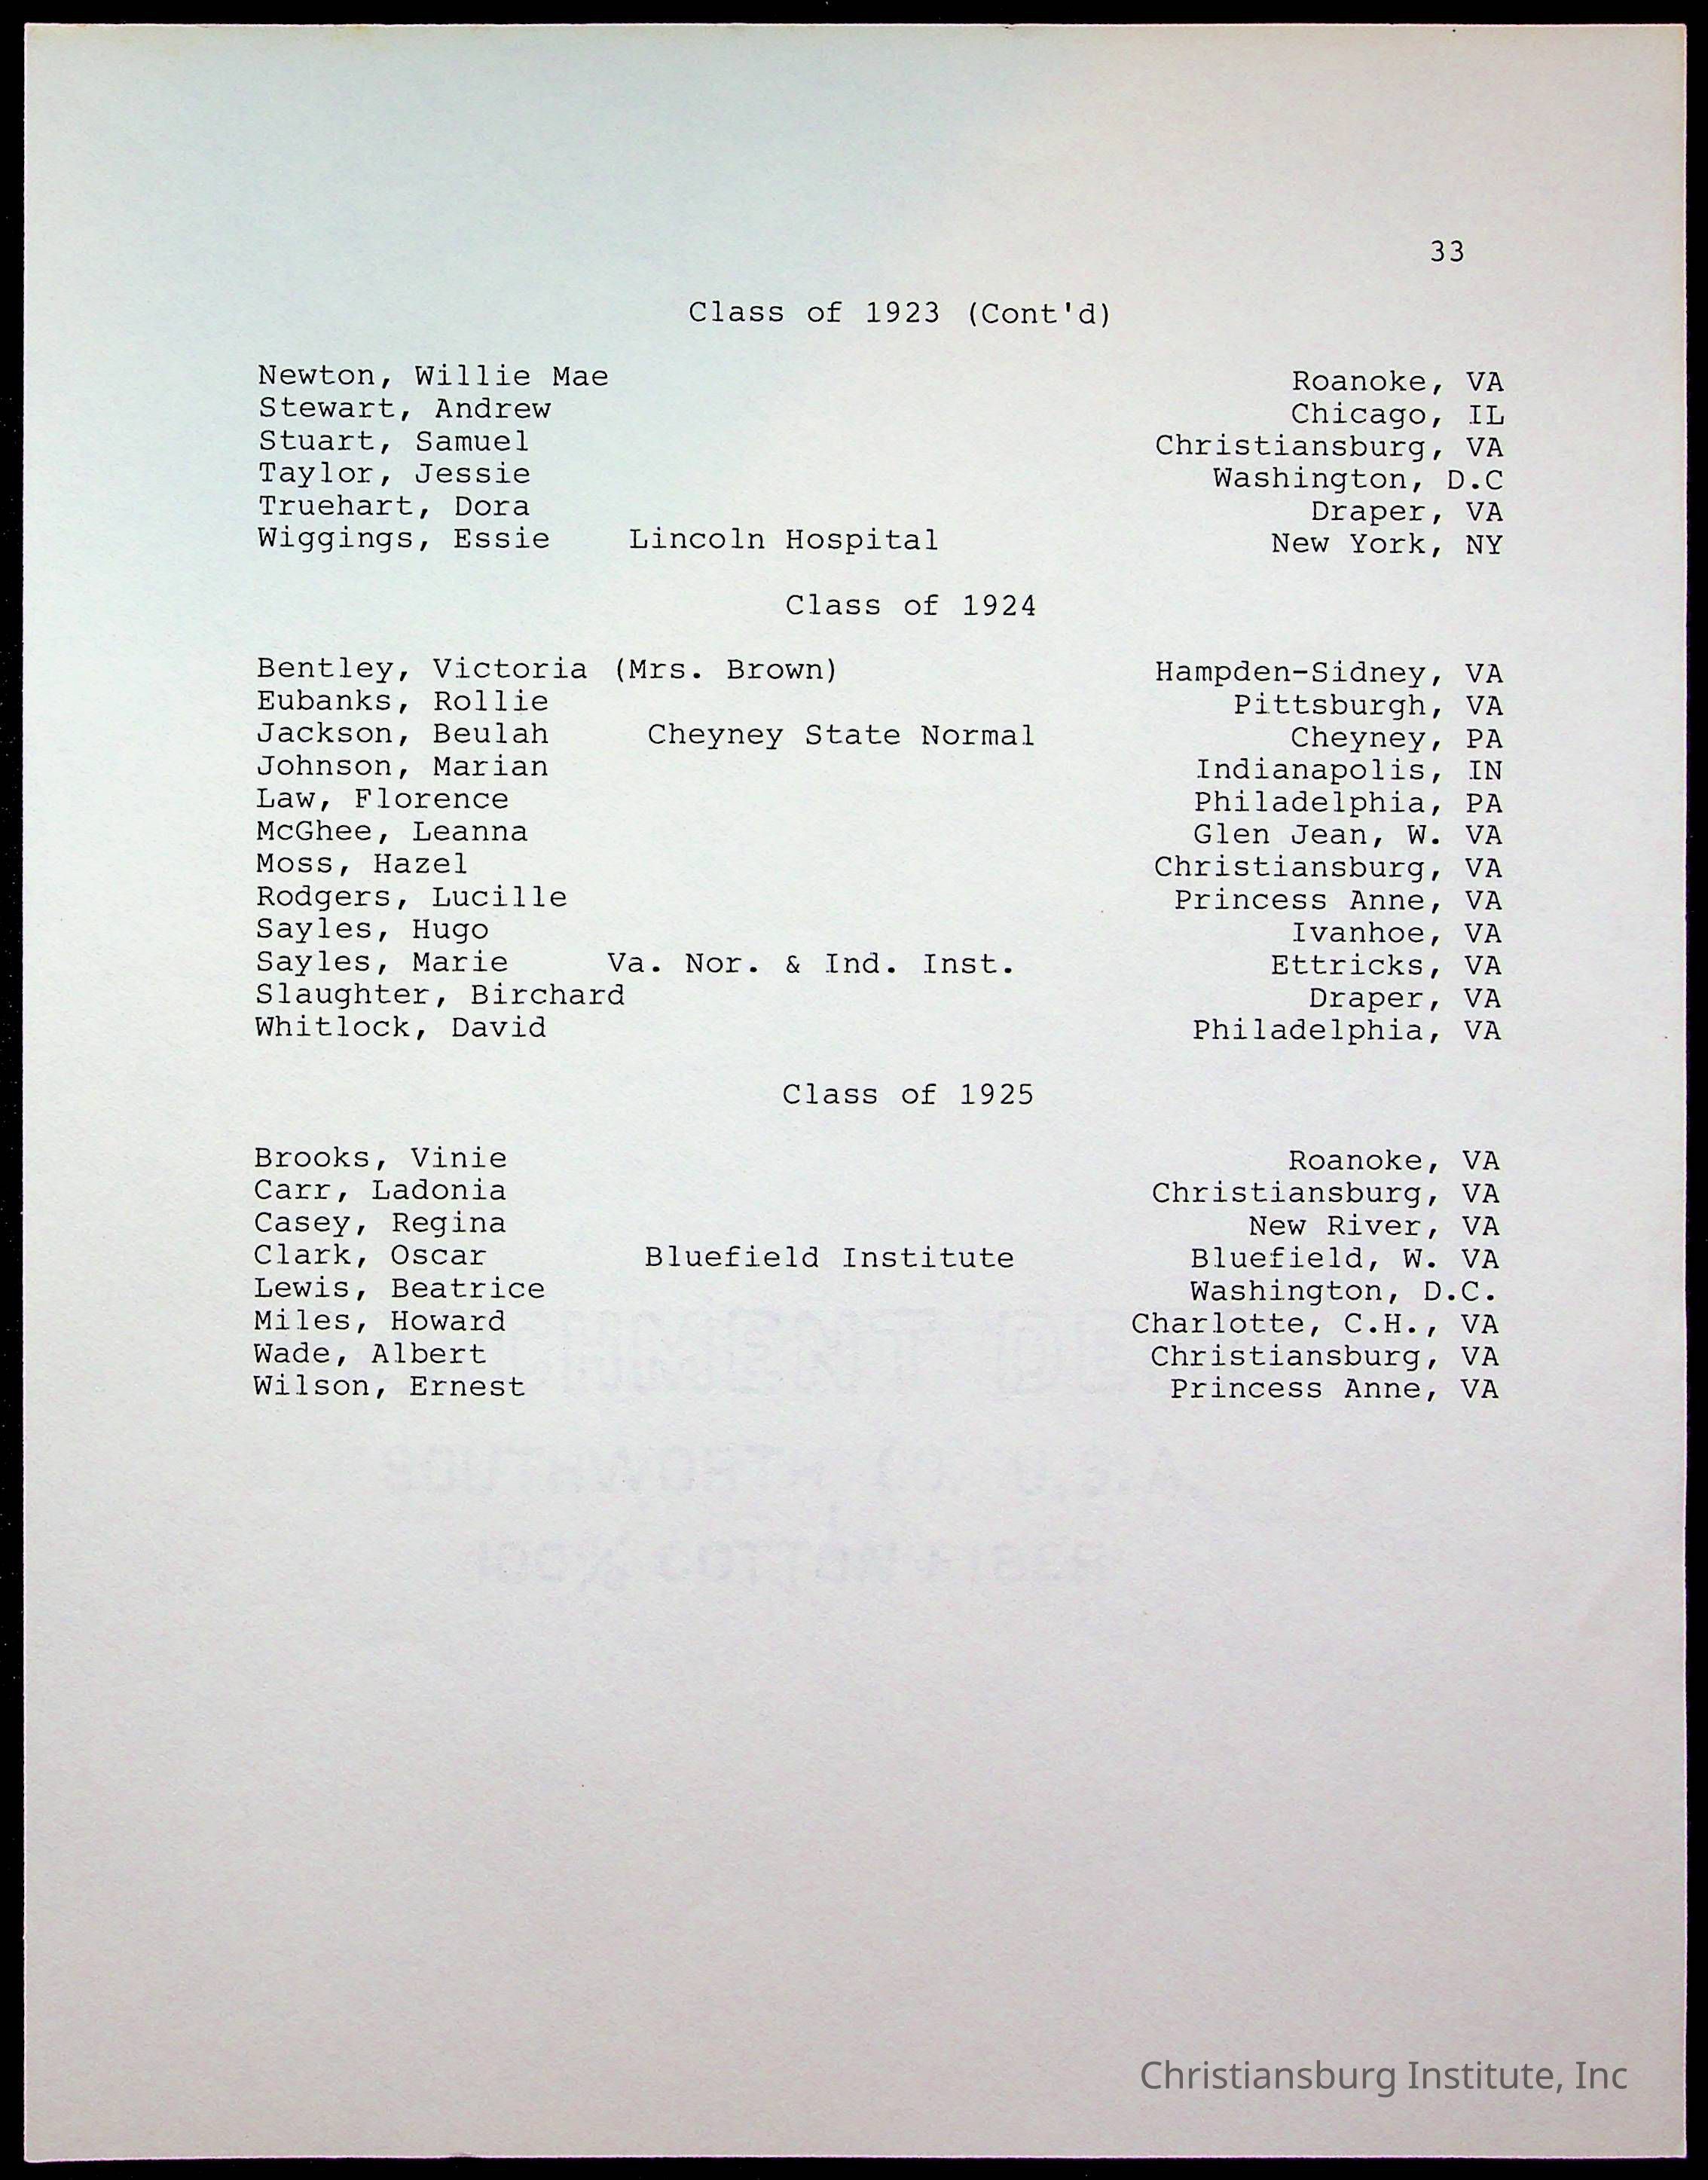 33
Class of 1923 (Cont'd)
Newton, Willie Mae Roanoke, VA
Stewart, Andrew Chicago, IL
Stuart, Samuel Christiansburg, VA
Taylor, Jessie Washington, D.C
Truehart, Dora Draper, VA
Wiggings, Essie Lincoln Hospital New York, NY
Class of 1924
Bentley, Victoria (Mrs. Brown) Hampden-Sidney, VA
Eubanks, Rollie Pittsburgh, VA
Jackson, Beulah Cheyney State Normal Cheyney, PA
Johnson, Marian Indianapolis, IN
Law, Florence Philadelphia, PA
McGhee, Leanna Glen Jean, W. VA
Moss, Hazel Christiansburg, VA
Rodgers, Lucille Princess Anne, VA
Sayles, Hugo Ivanhoe, VA
Sayles, Marie Va. Nor. & Ind. Inst. Ettricks, VA
Slaughter, Birchard Draper, VA
Whitlock, David Philadelphia, VA
Class of 1925
Brooks, Vinie Roanoke, VA
Carr, Ladonia Christiansburg, VA
Casey, Regina New River, VA
Clark, Oscar Bluefield Institute Bluefield, W. VA
Lewis, Beatrice Washington, D.C.
Miles, Howard Charlotte, C.H., VA
Wade, Albert Christiansburg, VA
Wilson, Ernest Princess Anne, VA
Christiansburg Institute, Inc